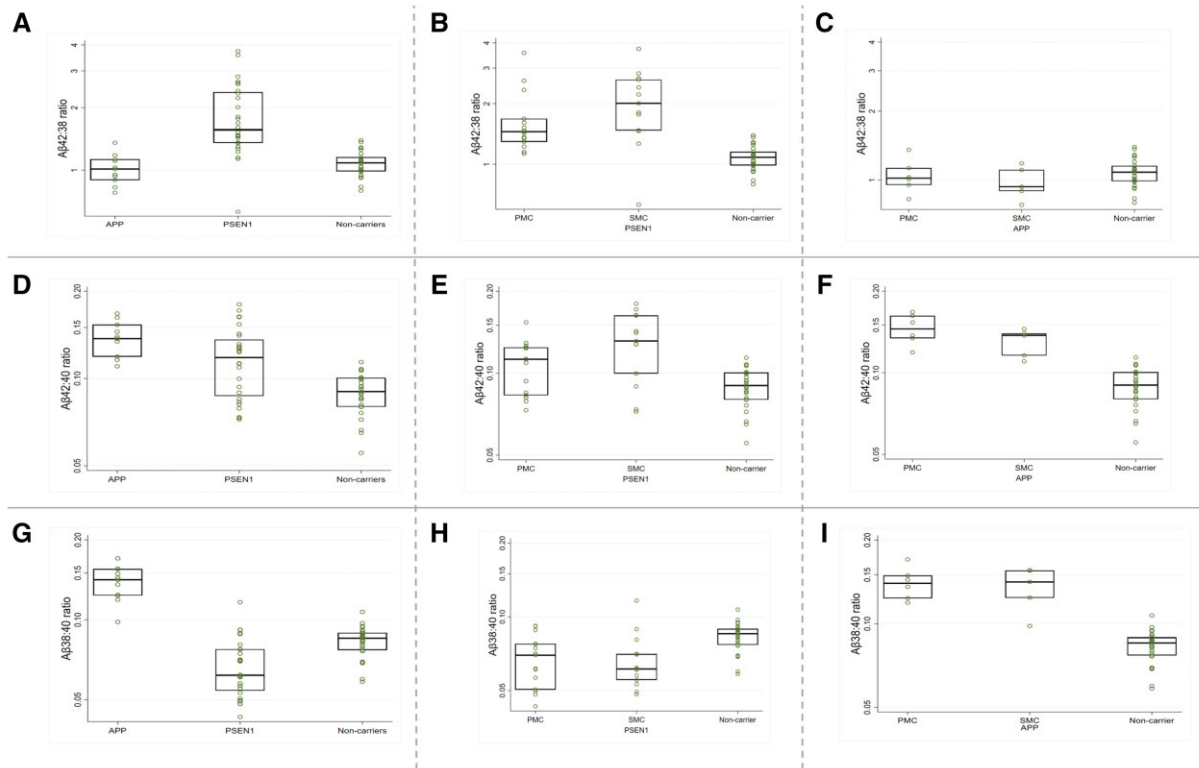 A
Aβ42:38 ratio
4
3
2
1
APP PSEN1 Non-carriers
B
Aβ42:38 ratio
4
3
2
1
PMC SMC Non-carrier
PSEN1
C
Aβ42:38 ratio
4
3
2
1
PMC SMC Non-carrier
APP
D
Aβ42:40 ratio
0.20
0.15
0.10
0.05
APP PSEN1 Non-carriers
E
Aβ42:40 ratio
0.20
0.15
0.10
0.05
PMC SMC Non-carrier
PSEN1
F
Aβ42:40 ratio
0.20
0.15
0.10
0.05
PMC SMC Non-carrier
APP
G
Aβ38:40 ratio
0.20
0.15
0.10
0.05
APP PSEN1 Non-carriers
H
Aβ38:40 ratio
0.20
0.15
0.10
0.05
PMC SMC Non-carrier
PSEN1
I
Aβ38:40 ratio
0.20
0.15
0.10
0.05
PMC SMC Non-carrier
APP